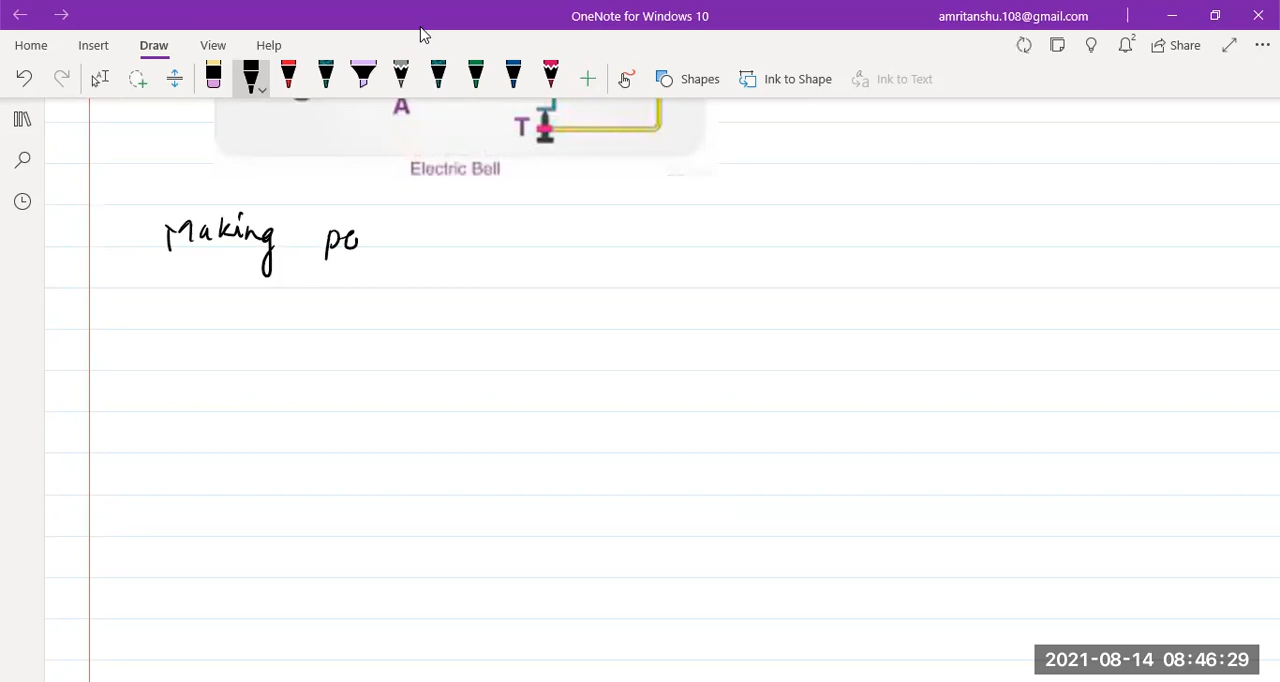 OneNote for Windows 10
amritanshu.108@gmail.com
Home Insert Draw View Help
2
Share
Shapes Ink to Shape Ink to Text
A
T
Electric Bell
Making pe
2021-08-14 08:46:29